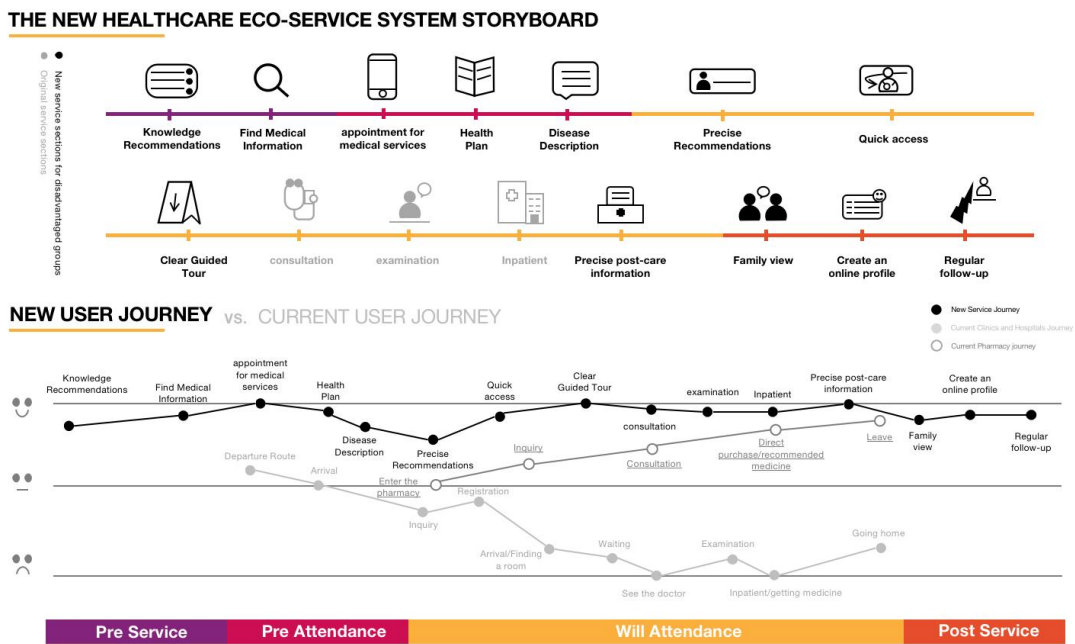 THE NEW HEALTHCARE ECO-SERVICE SYSTEM STORYBOARD
New service sections for disadvantaged groups
Original service sections
Knowledge
Recommendations
Find Medical
Information
appointment for
medical services
Health
Plan
Disease
Description
Precise
Recommendations
Quick access
Clear Guided
Tour
consultation
examination
Inpatient
Precise post-care
information
Family view
Create an
online profile
Regular
follow-up
NEW USER JOURNEY vs. CURRENT USER JOURNEY
New Service Journey
Current Clinics and Hospitals Journey
Current Pharmacy journey
Knowledge
Recommendations
Find Medical
Information
appointment
for medical
services
Health
Plan
Disease
Description
Precise
Recommendations
Quick
access
Clear
Guided Tour
consultation
examination
Inpatient
Precise post-care
information
Family
view
Create an
online profile
Regular
follow-up
Enter the
pharmacy
Inquiry
Consultation
Direct
purchase/recommended
medicine
Leave
Departure Route
Arrival
Inquiry
Registration
Arrival/Finding
a room
Waiting
See the doctor
Examination
Inpatient/getting medicine
Going home
Pre Service
Pre Attendance
Will Attendance
Post Service